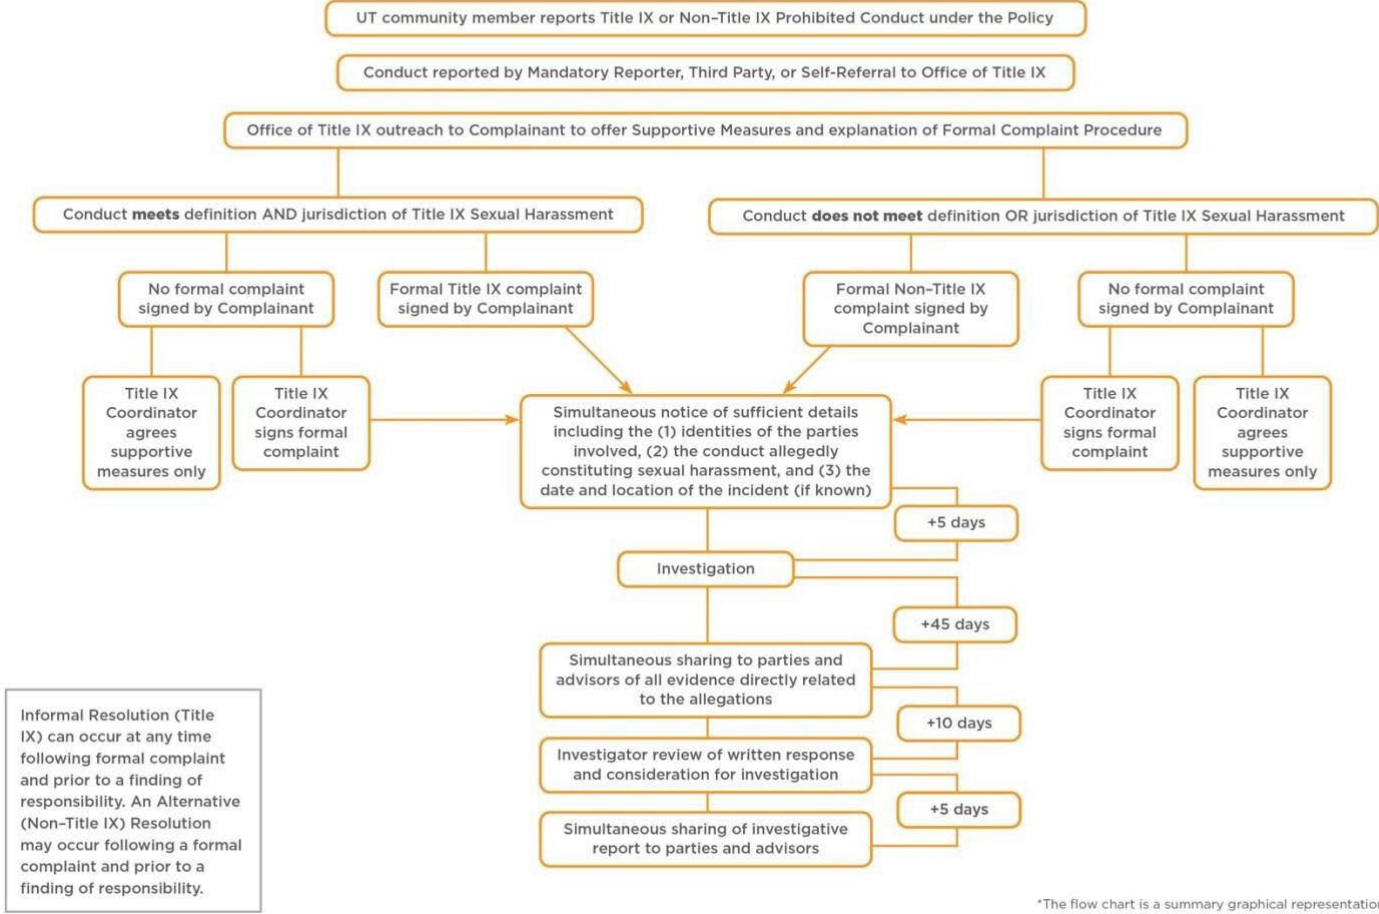 UT community member reports Title IX or Non-Title IX Prohibited Conduct under the Policy
Conduct reported by Mandatory Reporter, Third Party, or Self-Referral to Office of Title IX
Office of Title IX outreach to Complainant to offer Supportive Measures and explanation of Formal Complaint Procedure
Conduct meets definition AND jurisdiction of Title IX Sexual Harassment
Conduct does not meet definition OR jurisdiction of Title IX Sexual Harassment
No formal complaint
signed by Complainant
Formal Title IX complaint
signed by Complainant
Formal Non-Title IX
complaint signed by
Complainant
No formal complaint
signed by Complainant
Title IX
Coordinator
agrees
supportive
measures only
Title IX
Coordinator
signs formal
complaint
Simultaneous notice of sufficient details
including the (1) identities of the parties
involved, (2) the conduct allegedly
constituting sexual harassment, and (3) the
date and location of the incident (if known)
Title IX
Coordinator
signs formal
complaint
Title IX
Coordinator
agrees
supportive
measures only
+5 days
Investigation
+45 days
Simultaneous sharing to parties and
advisors of all evidence directly related
to the allegations
+10 days
Investigator review of written response
and consideration for investigation
+5 days
Simultaneous sharing of investigative
report to parties and advisors
Informal Resolution (Title
IX) can occur at any time
following formal complaint
and prior to a finding of
responsibility. An Alternative
(Non-Title IX) Resolution
may occur following a formal
complaint and prior to a
finding of responsibility.
*The flow chart is a summary graphical representation